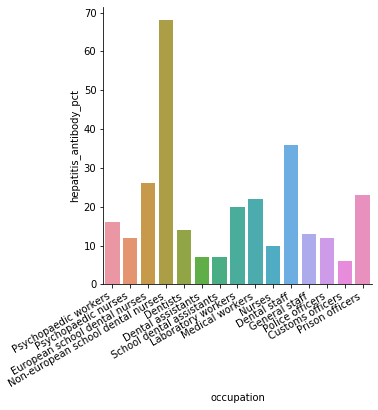 70
60
50
40
30
20
10
0
hepatitis_antibody_pct
Psychopaedic workers
Psychopaedic nurses
European school dental nurses
Non-european school dental nurses
Dentists
Dental assistants
School dental assistants
Laboratory workers
Medical workers
Nurses
Dental staff
General staff
Police officers
Customs officers
Prison officers
occupation